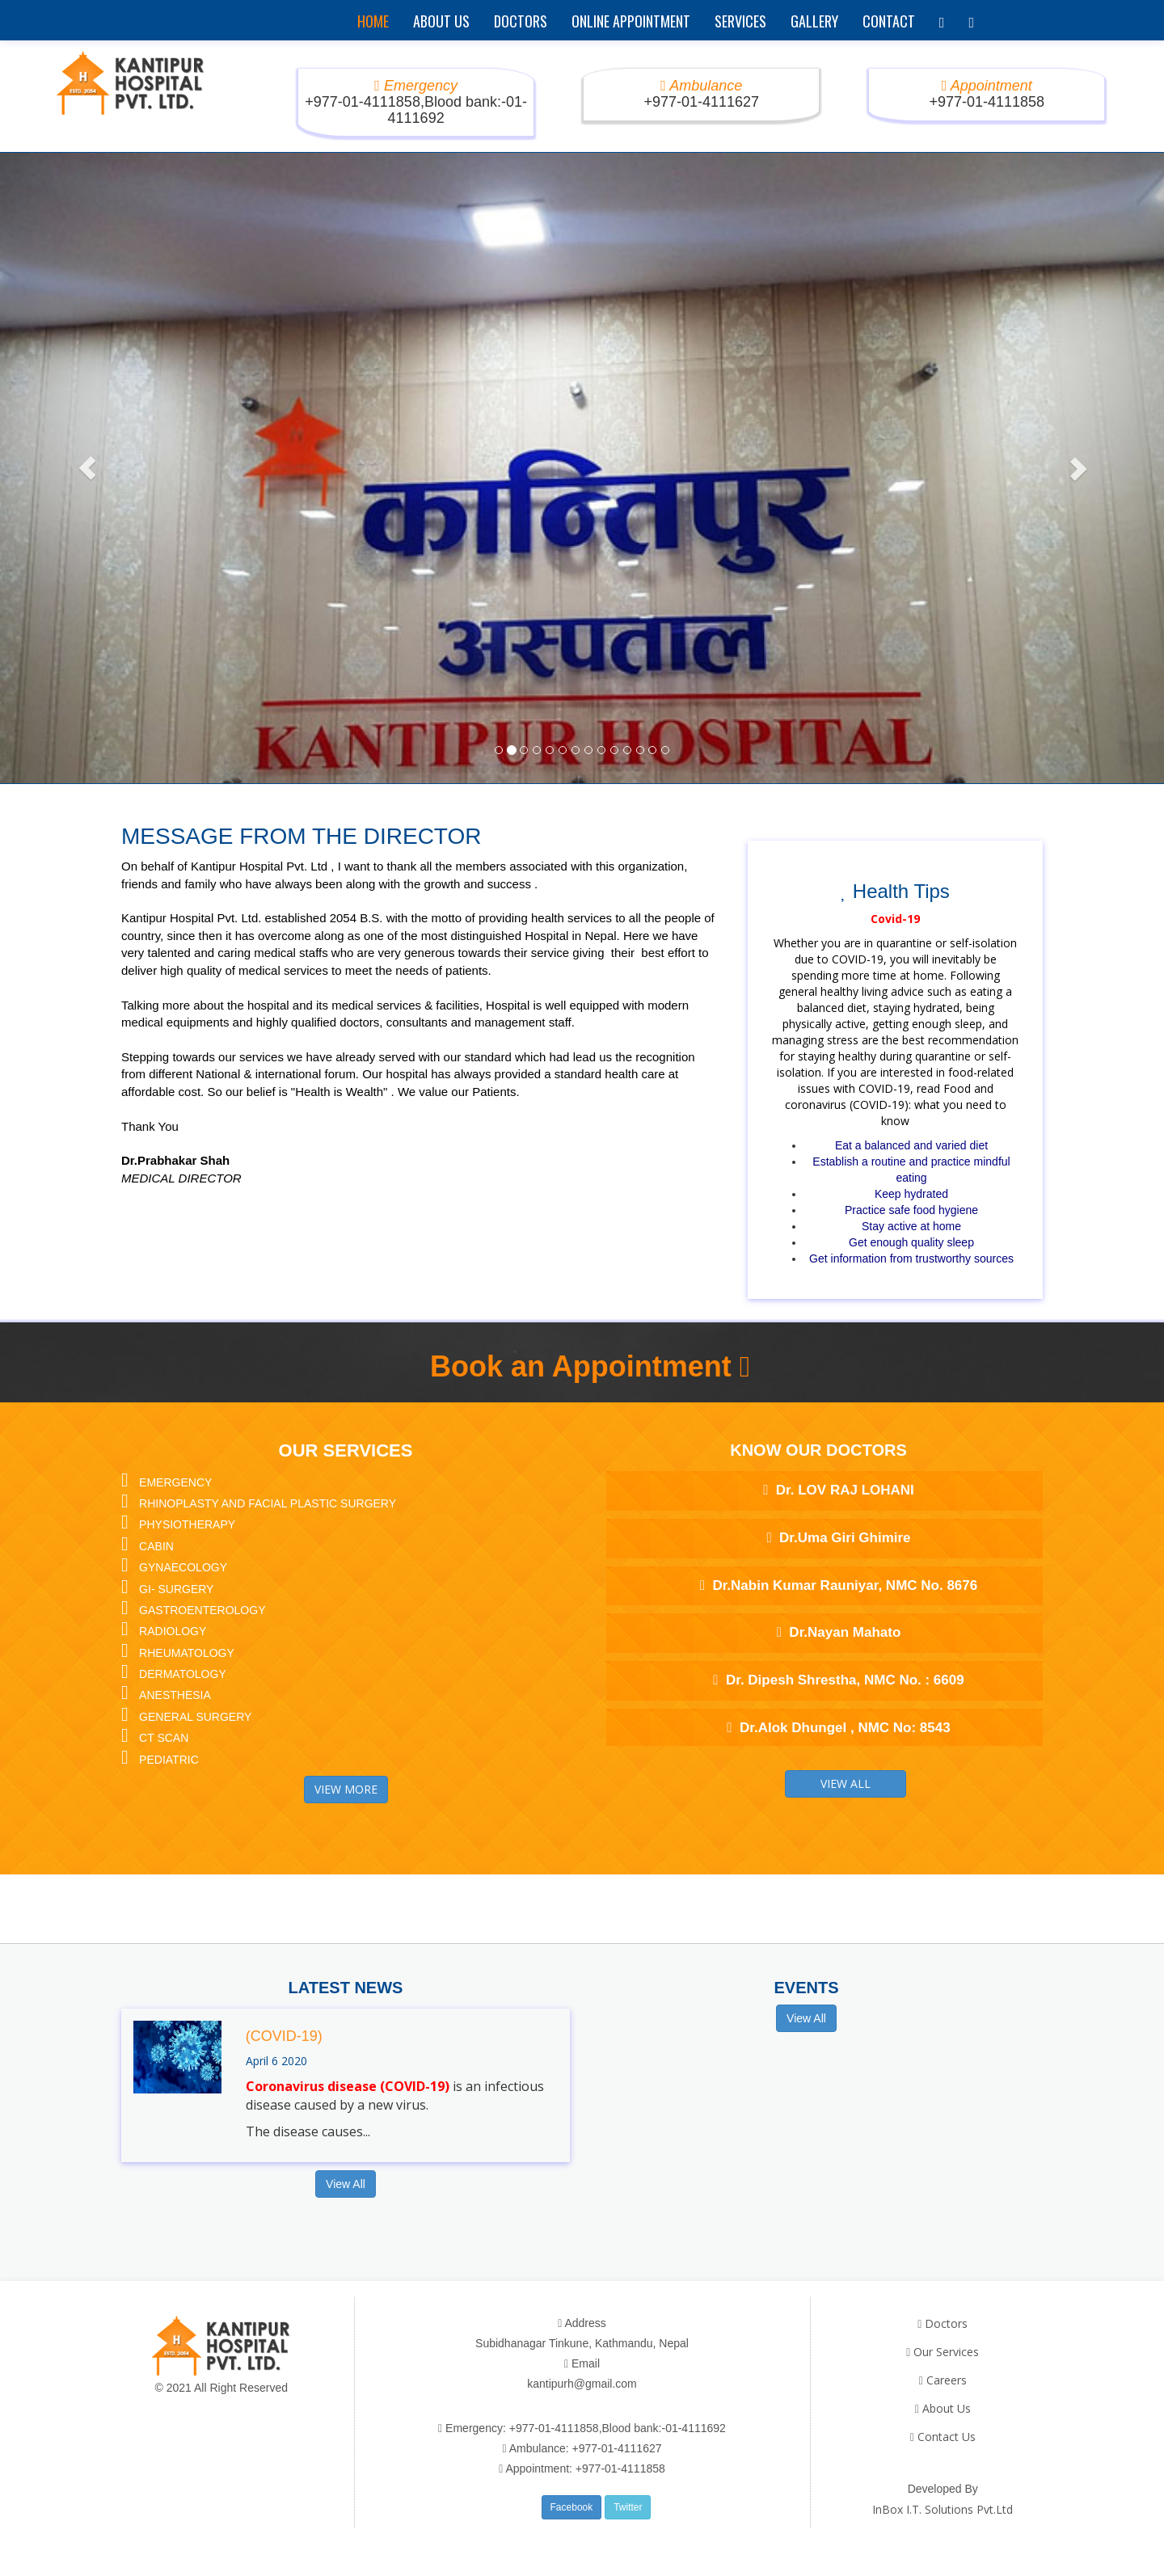 HOME ABOUT US DOCTORS ONLINE APPOINTMENT SERVICES GALLERY CONTACT
KANTIPUR
HOSPITAL
PVT. LTD.
H
ESTD. 2054
Emergency
+977-01-4111858,Blood bank:-01-
4111692
Ambulance
+977-01-4111627
Appointment
+977-01-4111858
कान्तिपुर
अस्पताल
KANTIPUR HOSPITAL
MESSAGE FROM THE DIRECTOR
On behalf of Kantipur Hospital Pvt. Ltd , I want to thank all the members associated with this organization,
friends and family who have always been along with the growth and success .
Kantipur Hospital Pvt. Ltd. established 2054 B.S. with the motto of providing health services to all the people of
country, since then it has overcome along as one of the most distinguished Hospital in Nepal. Here we have
very talented and caring medical staffs who are very generous towards their service giving their best effort to
deliver high quality of medical services to meet the needs of patients.
Talking more about the hospital and its medical services & facilities, Hospital is well equipped with modern
medical equipments and highly qualified doctors, consultants and management staff.
Stepping towards our services we have already served with our standard which had lead us the recognition
from different National & international forum. Our hospital has always provided a standard health care at
affordable cost. So our belief is "Health is Wealth" . We value our Patients.
Thank You
Dr.Prabhakar Shah
MEDICAL DIRECTOR
Health Tips
Covid-19
Whether you are in quarantine or self-isolation
due to COVID-19, you will inevitably be
spending more time at home. Following
general healthy living advice such as eating a
balanced diet, staying hydrated, being
physically active, getting enough sleep, and
managing stress are the best recommendation
for staying healthy during quarantine or self-
isolation. If you are interested in food-related
issues with COVID-19, read Food and
coronavirus (COVID-19): what you need to
know
• Eat a balanced and varied diet
• Establish a routine and practice mindful
eating
• Keep hydrated
• Practice safe food hygiene
• Stay active at home
• Get enough quality sleep
• Get information from trustworthy sources
Book an Appointment
OUR SERVICES
EMERGENCY
RHINOPLASTY AND FACIAL PLASTIC SURGERY
PHYSIOTHERAPY
CABIN
GYNAECOLOGY
GI- SURGERY
GASTROENTEROLOGY
RADIOLOGY
RHEUMATOLOGY
DERMATOLOGY
ANESTHESIA
GENERAL SURGERY
CT SCAN
PEDIATRIC
VIEW MORE
KNOW OUR DOCTORS
Dr. LOV RAJ LOHANI
Dr.Uma Giri Ghimire
Dr.Nabin Kumar Rauniyar, NMC No. 8676
Dr.Nayan Mahato
Dr. Dipesh Shrestha, NMC No. : 6609
Dr.Alok Dhungel , NMC No: 8543
VIEW ALL
LATEST NEWS
(COVID-19)
April 6 2020
Coronavirus disease (COVID-19) is an infectious
disease caused by a new virus.
The disease causes...
View All
EVENTS
View All
KANTIPUR
HOSPITAL
PVT. LTD.
H
ESTD. 2054
© 2021 All Right Reserved
Address
Subidhanagar Tinkune, Kathmandu, Nepal
Email
kantipurh@gmail.com
Emergency: +977-01-4111858,Blood bank:-01-4111692
Ambulance: +977-01-4111627
Appointment: +977-01-4111858
Facebook Twitter
Doctors
Our Services
Careers
About Us
Contact Us
Developed By
InBox I.T. Solutions Pvt.Ltd